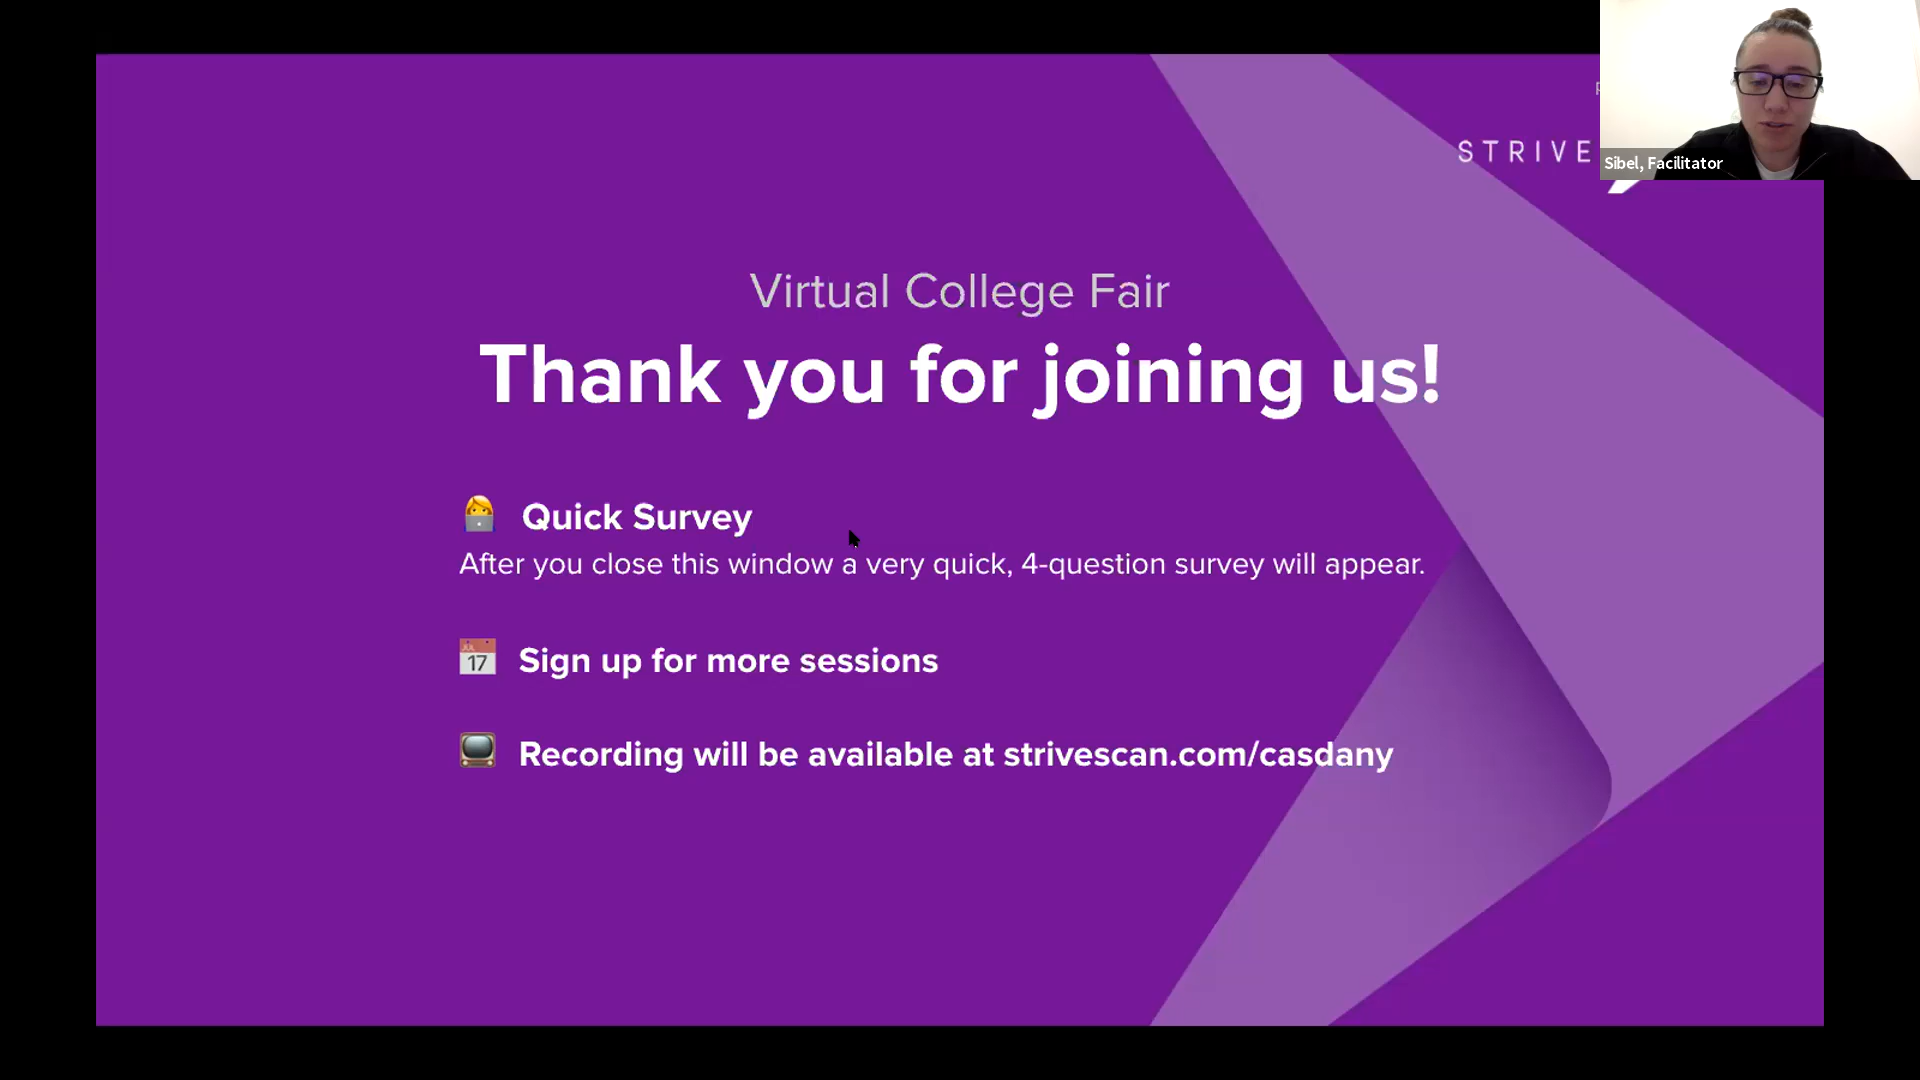 STRIVE
Sibel, Facilitator
Virtual College Fair
Thank you for joining us!
Quick Survey
After you close this window a very quick, 4-question survey will appear.
JUL
17
Sign up for more sessions
Recording will be available at strivescan.com/casdany